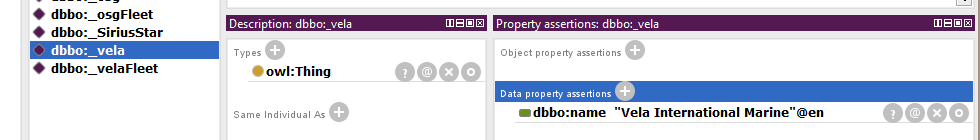 dbbo:_osgFleet
dbbo:_SiriusStar
dbbo:_vela
dbbo:_velaFleet
Description: dbbo:_vela
Types
owl:Thing
Same Individual As
Property assertions: dbbo:_vela
Object property assertions
Data property assertions
dbbo:name "Vela International Marine"@en